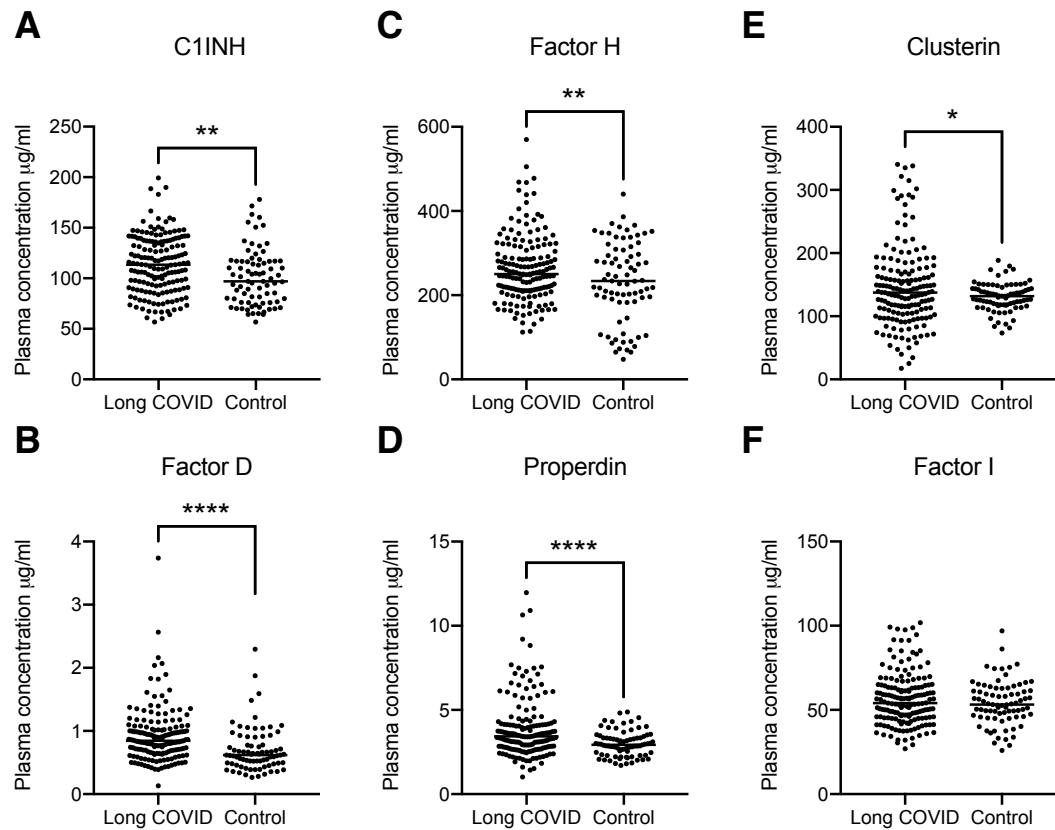 A
C1INH
Plasma concentration μg/ml
250
200
150
100
50
0
**
Long COVID
Control
C
Factor H
Plasma concentration μg/ml
600
400
200
0
**
Long COVID
Control
E
Clusterin
Plasma concentration μg/ml
400
300
200
100
0
*
Long COVID
Control
B
Factor D
Plasma concentration μg/ml
4
3
2
1
0
****
Long COVID
Control
D
Properdin
Plasma concentration μg/ml
15
10
5
0
****
Long COVID
Control
F
Factor I
Plasma concentration μg/ml
150
100
50
0
Long COVID
Control